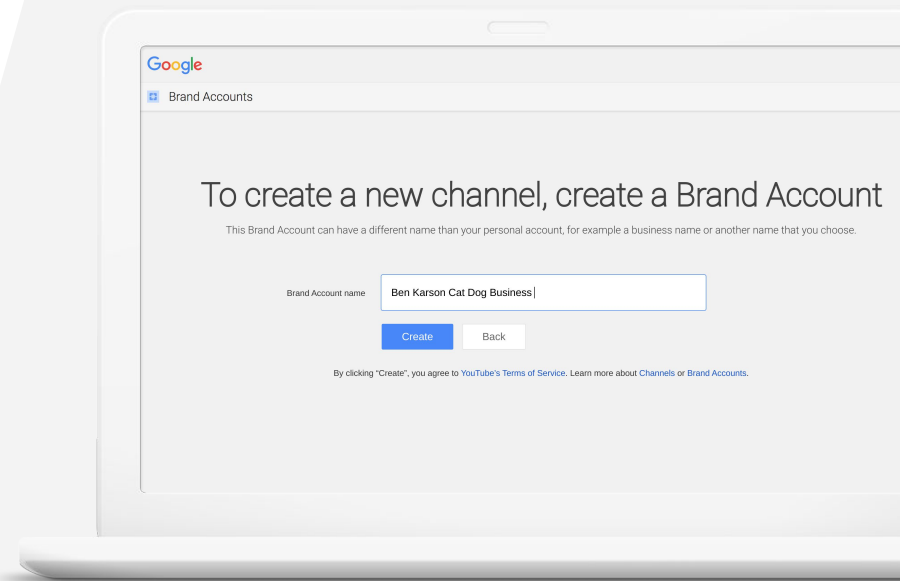 Google
Brand Accounts
To create a new channel, create a Brand Account
This Brand Account can have a different name than your personal account, for example a business name or another name that you choose.
Brand Account name
Ben Karson Cat Dog Business
Create
Back
By clicking “Create”, you agree to YouTube's Terms of Service. Learn more about Channels or Brand Accounts.